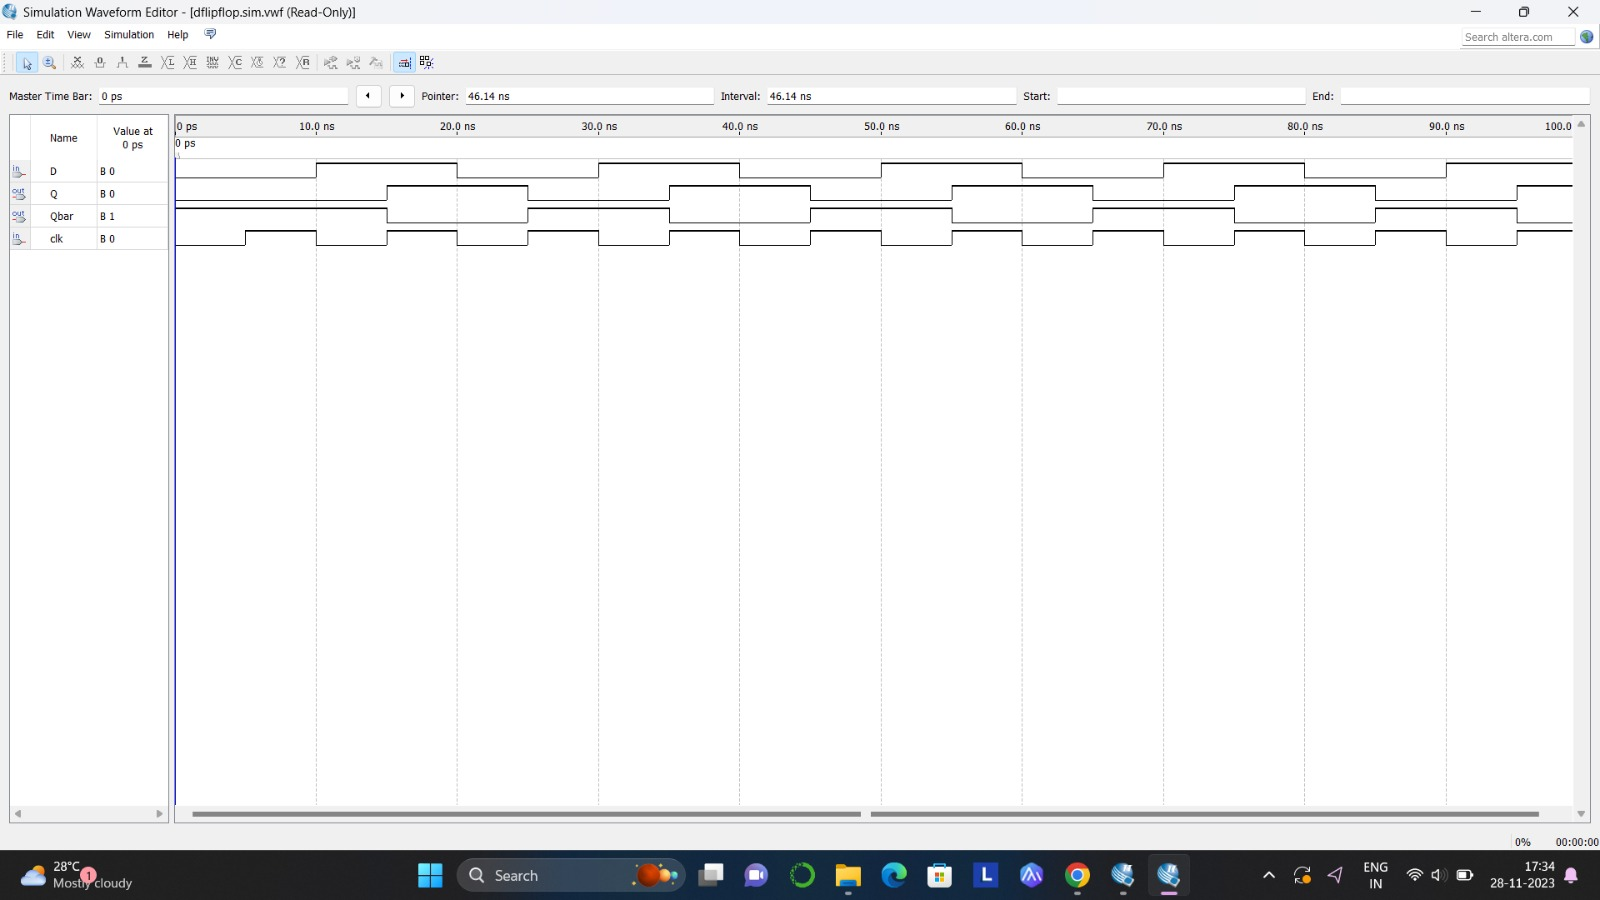 Simulation Waveform Editor - [dflipflop.sim.vwf (Read-Only)]
File Edit View Simulation Help
Search altera.com
Master Time Bar: 0 ps Pointer: 46.14 ns Interval: 46.14 ns Start: End:
Name Value at 0 ps
0 ps 10.0 ns 20.0 ns 30.0 ns 40.0 ns 50.0 ns 60.0 ns 70.0 ns 80.0 ns 90.0 ns 100.0
0 ps
in D B 0
out Q B 0
out Qbar B 1
in clk B 0
0% 00:00:00
28°C
Mostly cloudy
1
Search
L
ENG
IN
17:34
28-11-2023